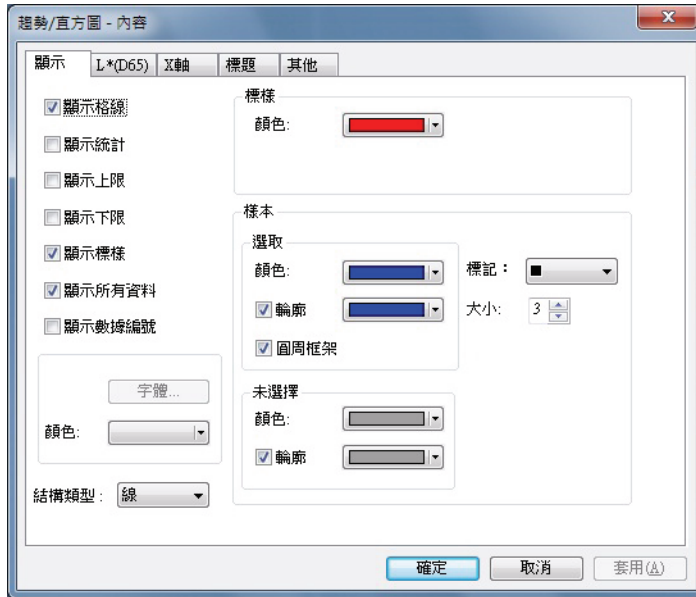 趨勢/直方圖 - 內容
顯示
L*(D65)
X軸
標題
其他
顯示格線
顯示統計
顯示上限
顯示下限
顯示標樣
顯示所有資料
顯示數據編號
字體...
顏色:
結構類型:
線
標樣
顏色:
樣本
選取
顏色:
輪廓
圓周框架
標記:
大小:
3
未選擇
顏色:
輪廓
確定
取消
套用(A)